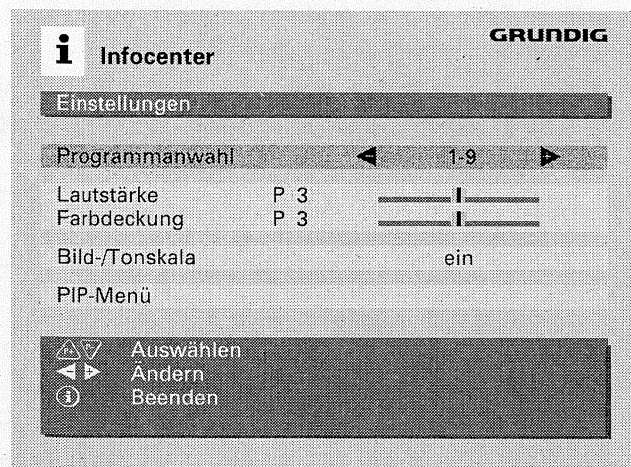 GRUNDIG
i Infocenter
Einstellungen
Programmanwahl 1-9
Lautstärke P 3
Farbdeckung P 3
Bild-/Tonskala ein
PIP-Menü
Auswählen
Ändern
i Beenden